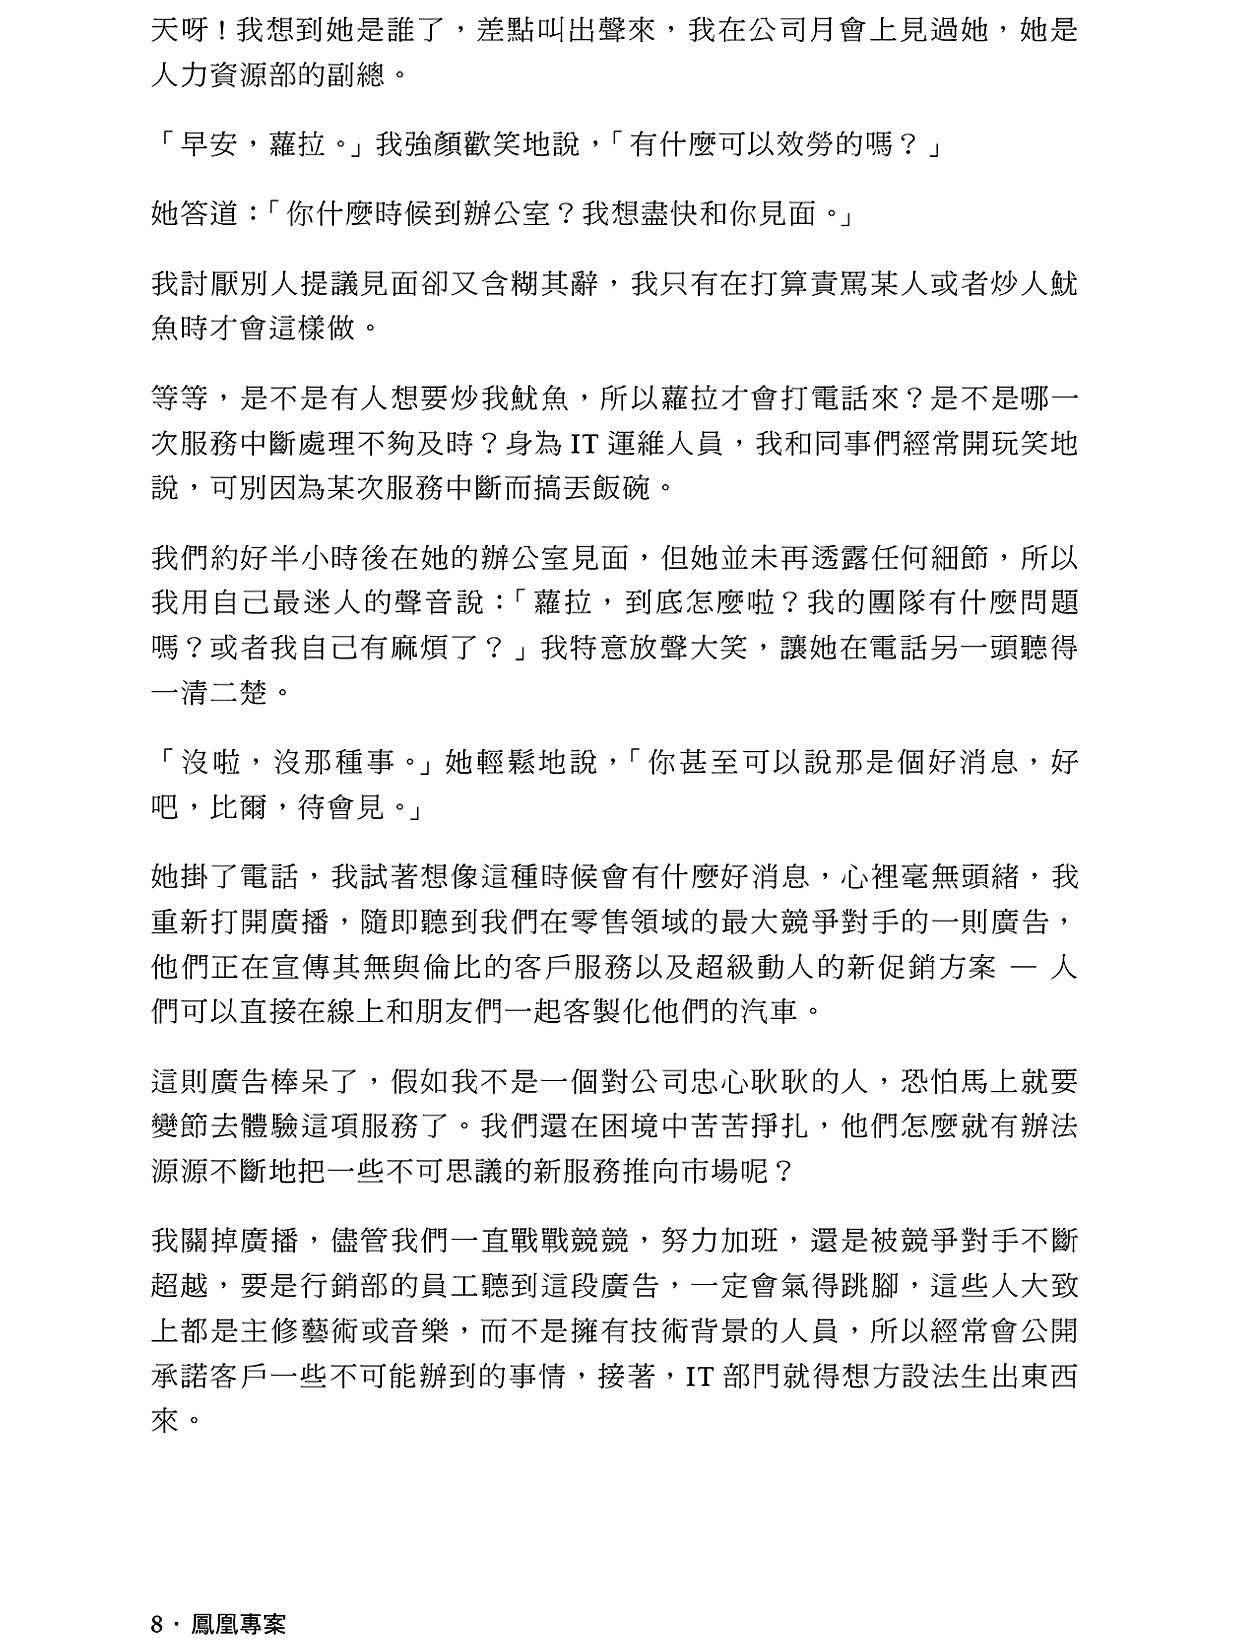 天呀！我想到她是誰了，差點叫出聲來，我在公司月會上見過她，她是
人力資源部的副總。
「早安，蘿拉。」我強顏歡笑地說，「有什麼可以效勞的嗎？」
她答道：「你什麼時候到辦公室？我想盡快和你見面。」
我討厭別人提議見面卻又含糊其辭，我只有在打算責罵某人或者炒人魷
魚時才會這樣做。
等等，是不是有人想要炒我魷魚，所以蘿拉才會打電話來？是不是哪一
次服務中斷處理不夠及時？身為 IT 運維人員，我和同事們經常開玩笑地
說，可別因為某次服務中斷而搞丟飯碗。
我們約好半小時後在她的辦公室見面，但她並未再透露任何細節，所以
我用自己最迷人的聲音說：「蘿拉，到底怎麼啦？我的團隊有什麼問題
嗎？或者我自己有麻煩了？」我特意放聲大笑，讓她在電話另一頭聽得
一清二楚。
「沒啦，沒那種事。」她輕鬆地說，「你甚至可以說那是個好消息，好
吧，比爾，待會見。」
她掛了電話，我試著想像這種時候會有什麼好消息，心裡毫無頭緒，我
重新打開廣播，隨即聽到我們在零售領域的最大競爭對手的一則廣告，
他們正在宣傳其無與倫比的客戶服務以及超級動人的新促銷方案 — 人
們可以直接在線上和朋友們一起客製化他們的汽車。
這則廣告棒呆了，假如我不是一個對公司忠心耿耿的人，恐怕馬上就要
變節去體驗這項服務了。我們還在困境中苦苦掙扎，他們怎麼就有辦法
源源不斷地把一些不可思議的新服務推向市場呢？
我關掉廣播，儘管我們一直戰戰競競，努力加班，還是被競爭對手不斷
超越，要是行銷部的員工聽到這段廣告，一定會氣得跳腳，這些人大致
上都是主修藝術或音樂，而不是擁有技術背景的人員，所以經常會公開
承諾客戶一些不可能辦到的事情，接著，IT 部門就得想方設法生出東西
來。
8 · 鳳凰專案